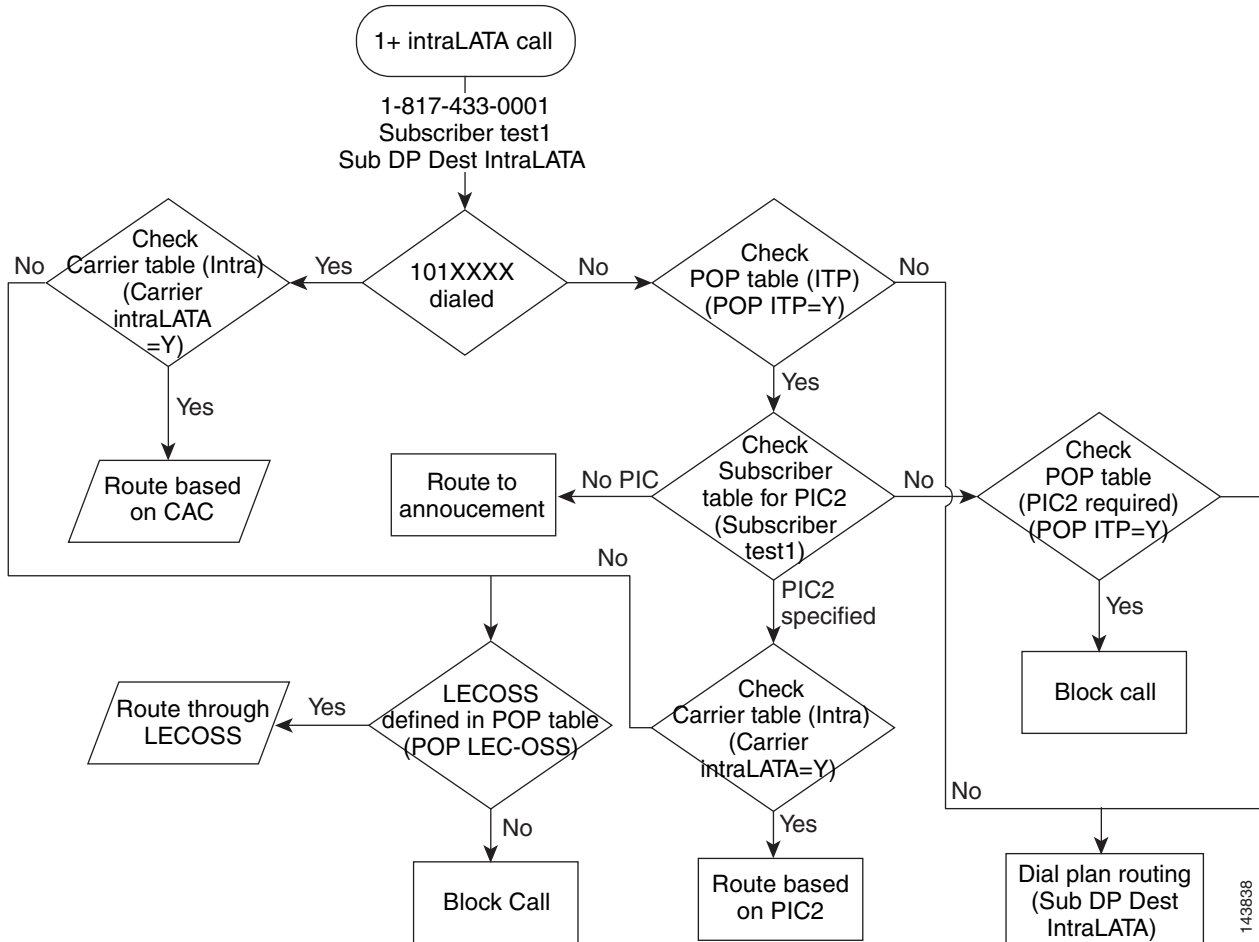 1+ intraLATA call
1-817-433-0001
Subscriber test1
Sub DP Dest IntraLATA
No
Check
Carrier table (Intra)
(Carrier
intraLATA
=Y)
Yes
101XXXX
dialed
No
Check
POP table (ITP)
(POP ITP=Y)
No
Yes
Yes
Route based
on CAC
Route to
annoucement
No PIC
Check
Subscriber
table for PIC2
(Subscriber
test1)
No
Check
POP table
(PIC2 required)
(POP ITP=Y)
No
PIC2
specified
Yes
Route through
LECOSS
Yes
LECOSS
defined in POP table
(POP LEC-OSS)
Check
Carrier table (Intra)
(Carrier
intraLATA=Y)
Block call
No
No
Yes
Block Call
Route based
on PIC2
Dial plan routing
(Sub DP Dest
IntraLATA)
143838